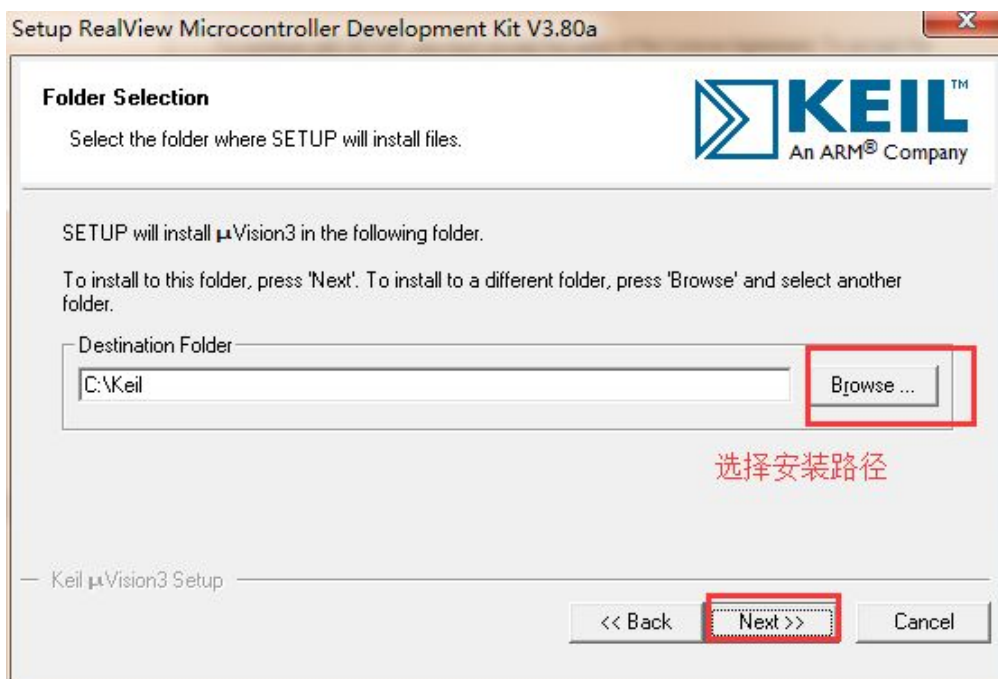 Setup RealView Microcontroller Development Kit V3.80a
Folder Selection
Select the folder where SETUP will install files.
KEIL™
An ARM® Company
SETUP will install µVision3 in the following folder.
To install to this folder, press 'Next'. To install to a different folder, press 'Browse' and select another
folder.
Destination Folder
C:\Keil
Browse ...
选择安装路径
Keil µVision3 Setup
<< Back
Next >>
Cancel